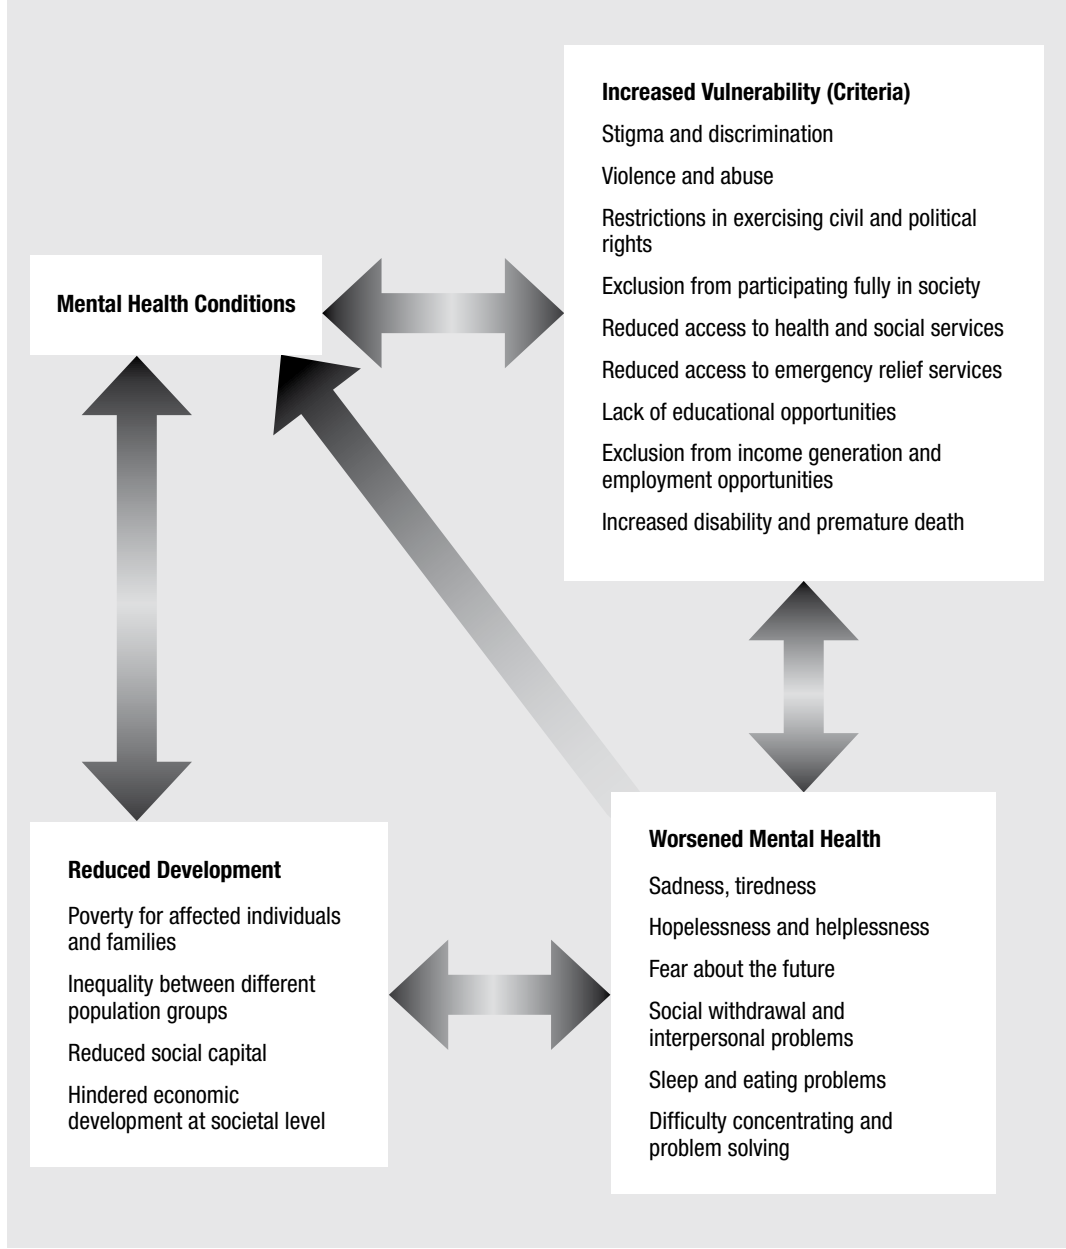 Increased Vulnerability (Criteria)
Stigma and discrimination
Violence and abuse
Restrictions in exercising civil and political
rights
Exclusion from participating fully in society
Reduced access to health and social services
Reduced access to emergency relief services
Lack of educational opportunities
Exclusion from income generation and
employment opportunities
Increased disability and premature death
Mental Health Conditions
Reduced Development
Poverty for affected individuals
and families
Inequality between different
population groups
Reduced social capital
Hindered economic
development at societal level
Worsened Mental Health
Sadness, tiredness
Hopelessness and helplessness
Fear about the future
Social withdrawal and
interpersonal problems
Sleep and eating problems
Difficulty concentrating and
problem solving